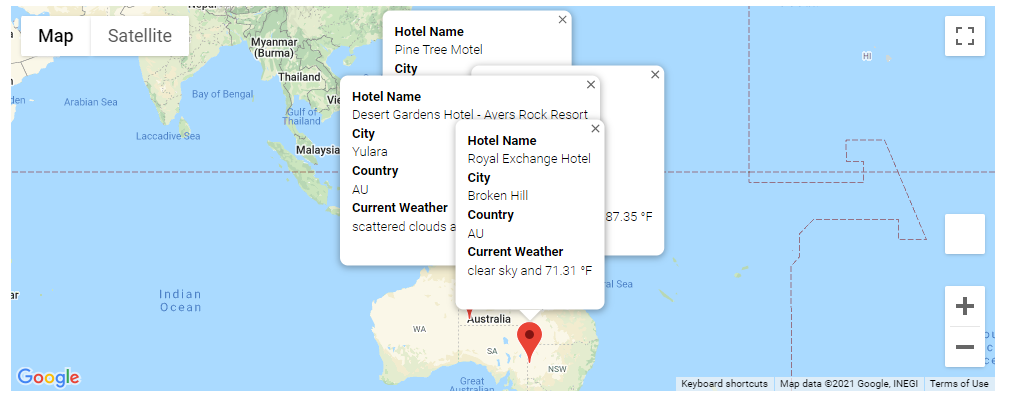 Map
Satellite
Nepal
Myanmar
(Burma)
Thailand
Bay of Bengal
Arabian Sea
Gulf of
Thailand
Laccadive Sea
Malaysia
HI
Hotel Name
Pine Tree Motel
City
Hotel Name
Desert Gardens Hotel - Ayers Rock Resort
City
Yulara
Country
AU
Current Weather
scattered clouds a
87.35 °F
Hotel Name
Royal Exchange Hotel
City
Broken Hill
Country
AU
Current Weather
clear sky and 71.31 °F
Indian
Ocean
ral Sea
Australia
WA
SA
NSW
Great
Australian
Google
Keyboard shortcuts
Map data ©2021 Google, INEGI
Terms of Use